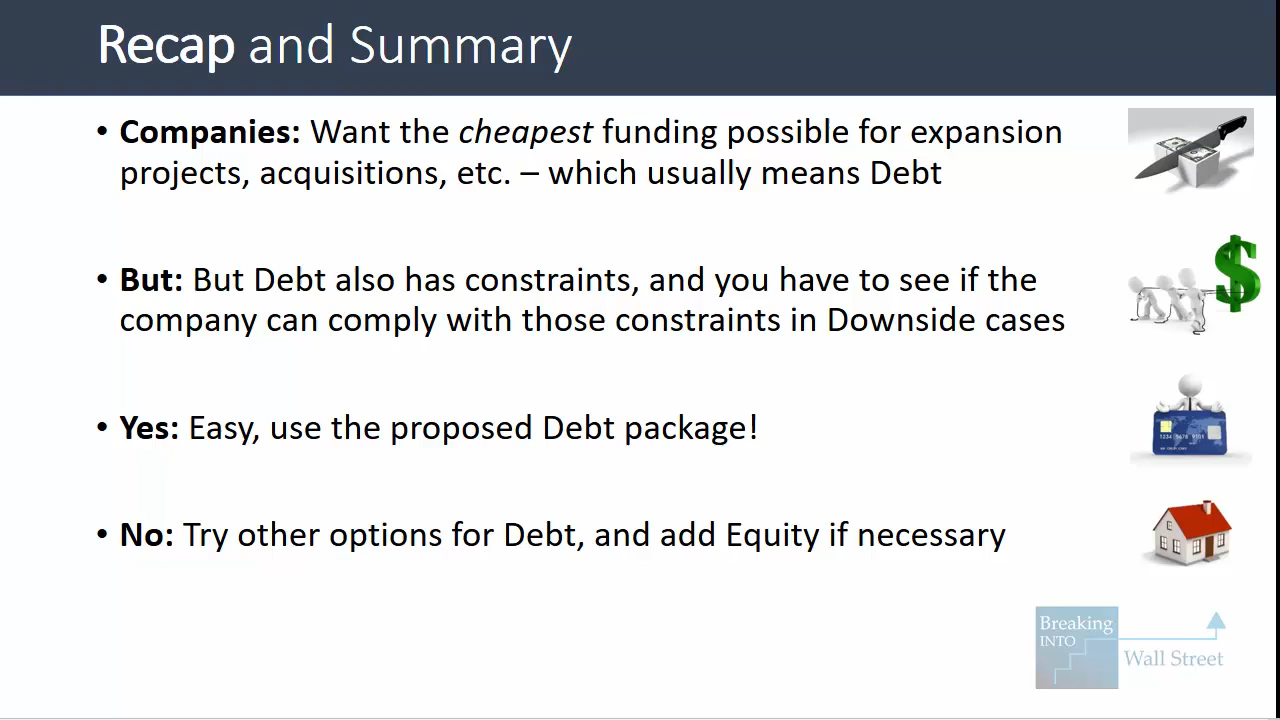 Recap and Summary
• Companies: Want the cheapest funding possible for expansion
projects, acquisitions, etc. – which usually means Debt
• But: But Debt also has constraints, and you have to see if the
company can comply with those constraints in Downside cases
• Yes: Easy, use the proposed Debt package!
• No: Try other options for Debt, and add Equity if necessary
Breaking
INTO
Wall Street